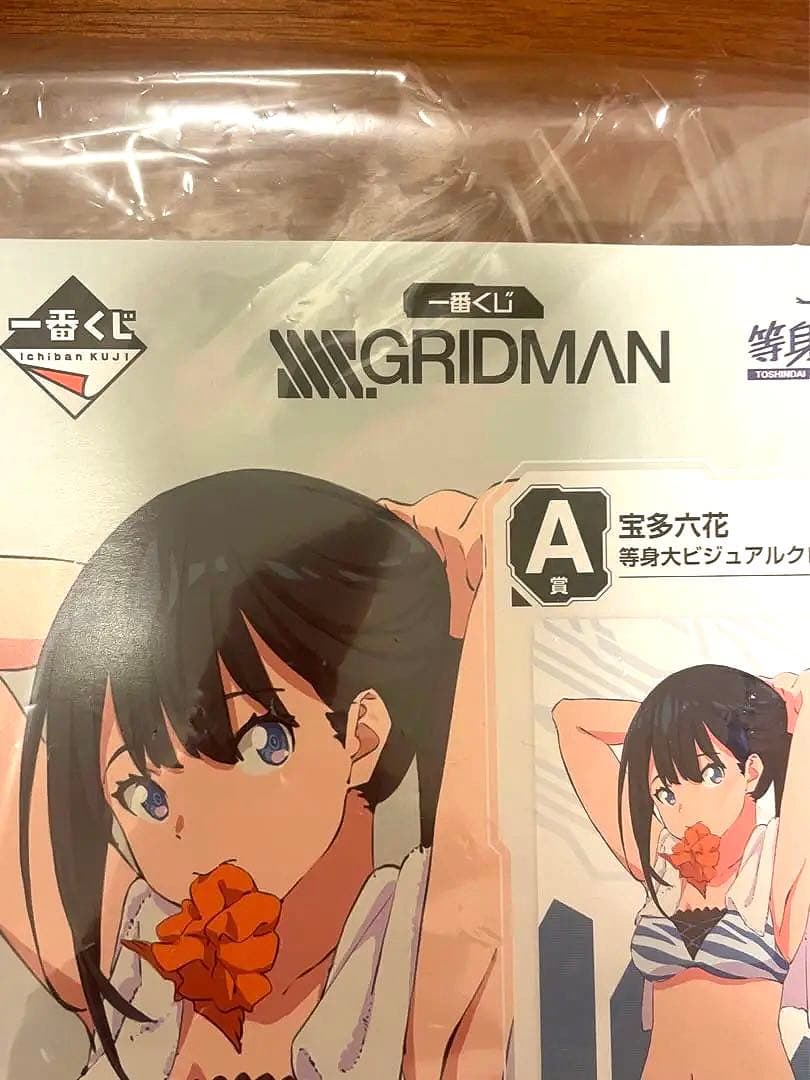 一番くじ
Ichiban KUJI
一番くじ
GRIDMAN
等身
TOSHINDAI
A
賞
宝多六花
等身大ビジュアルク